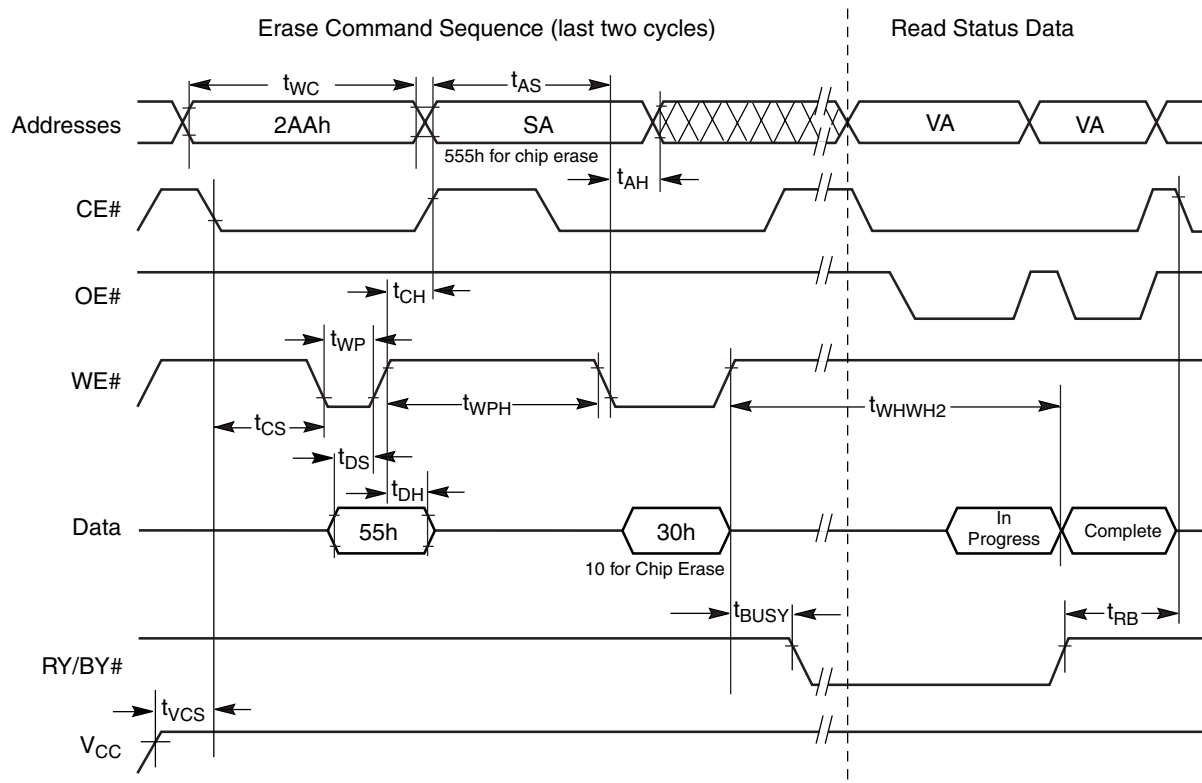 Erase Command Sequence (last two cycles)
Read Status Data
tWC
tAS
Addresses
2AAh
SA
VA
VA
555h for chip erase
tAH
CE#
OE#
tCH
tWP
WE#
tWPH
tWHWH2
tCS
tDS
tDH
Data
55h
30h
In
Progress
Complete
10 for Chip Erase
tBUSY
tRB
RY/BY#
tVCS
VCC